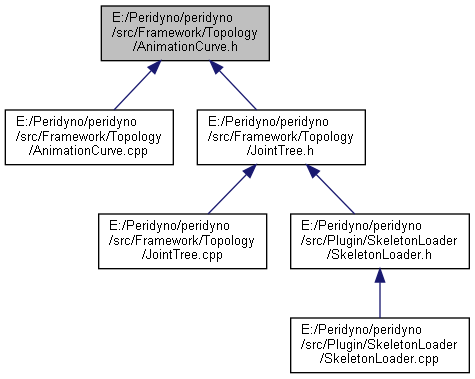 E:/Peridyno/peridyno
/src/Framework/Topology
/AnimationCurve.h
E:/Peridyno/peridyno
/src/Framework/Topology
/AnimationCurve.cpp
E:/Peridyno/peridyno
/src/Framework/Topology
/JointTree.h
E:/Peridyno/peridyno
/src/Framework/Topology
/JointTree.cpp
E:/Peridyno/peridyno
/src/Plugin/SkeletonLoader
/SkeletonLoader.h
E:/Peridyno/peridyno
/src/Plugin/SkeletonLoader
/SkeletonLoader.cpp